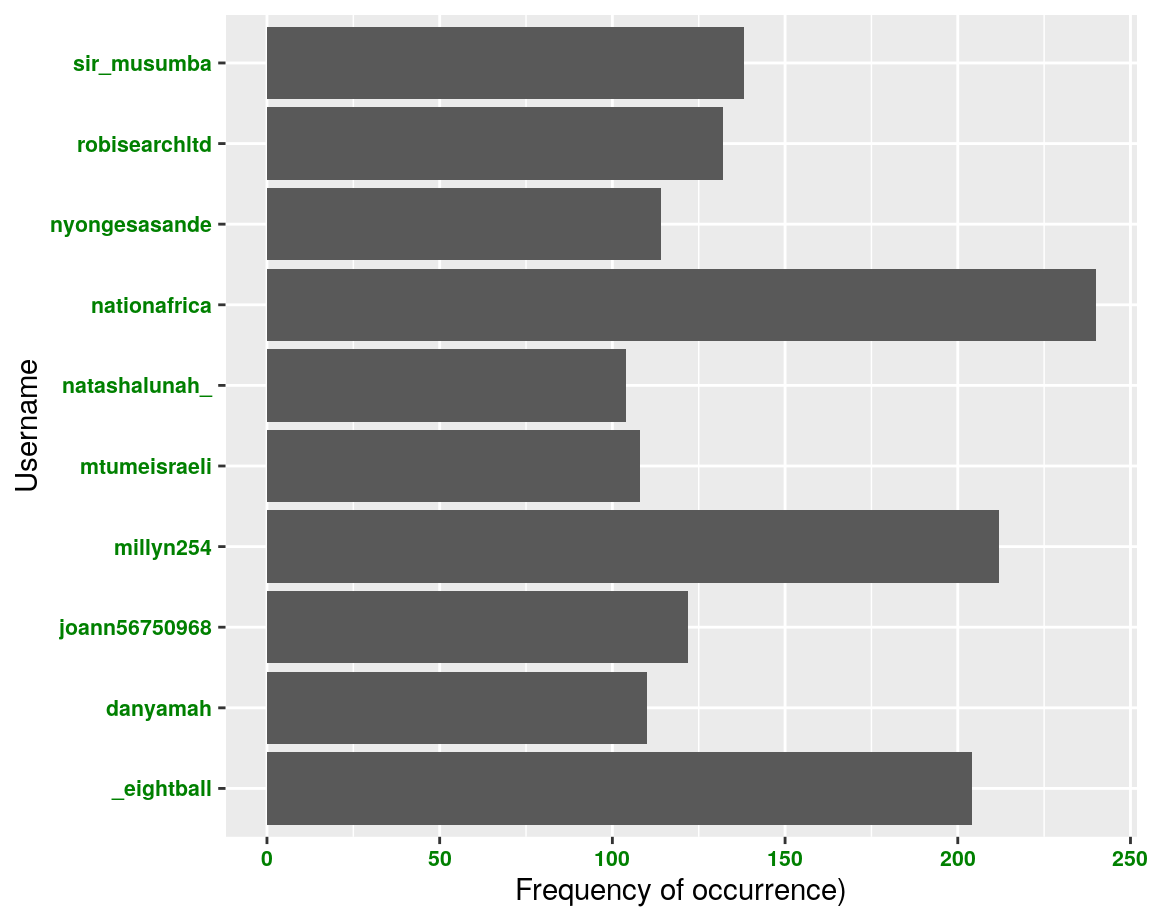 sir_musumba
robisearchltd
nyongesasande
nationafrica
natashalunah_
mtumeisraeli
millyn254
joann56750968
danyamah
_eightball
Username
0 50 100 150 200 250
Frequency of occurrence)